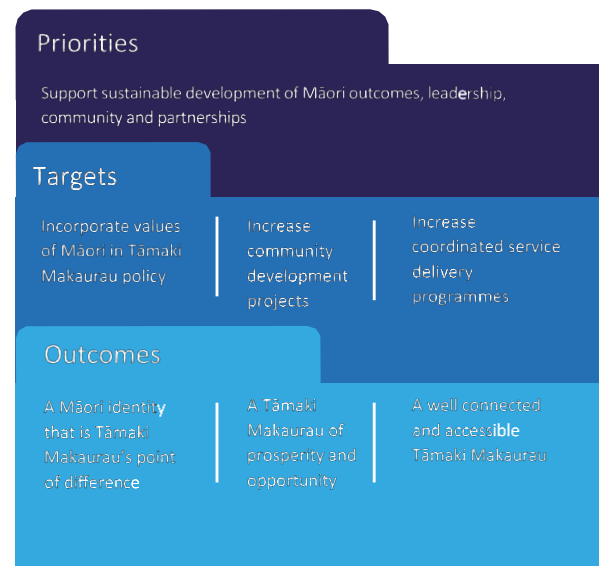 Priorities
Support sustainable development of Māori outcomes, leadership,
community and partnerships
Targets
Incorporate values
of Māori in Tāmaki
Makaurau policy
Increase
community
development
projects
Increase
coordinated service
delivery
programmes
Outcomes
A Māori identity
that is Tāmaki
Makaurau's point
of difference
A Tāmaki
Makaurau of
prosperity and
opportunity
A well connected
and accessible
Tāmaki Makaurau